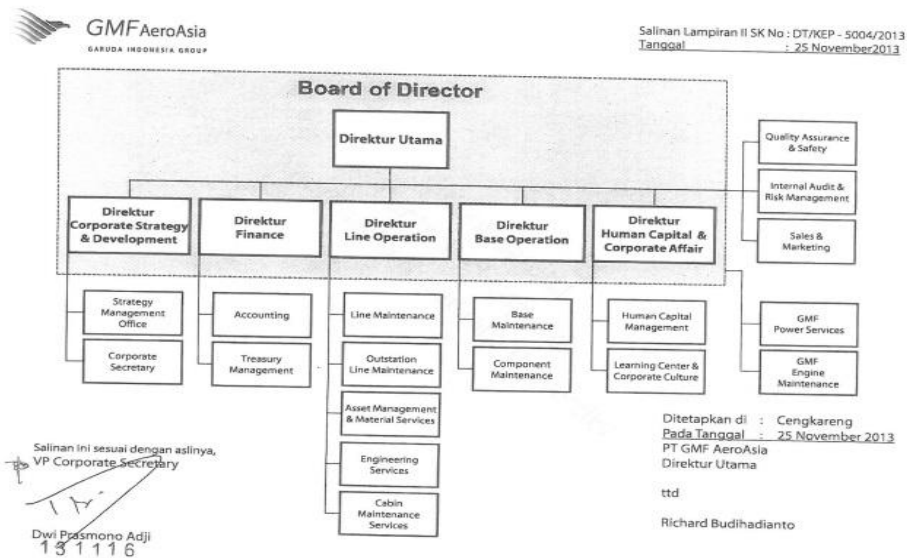 GMF AeroAsia
GARUDA INDONESIA GROUP
Salinan Lampiran II SK No : DT/KEP - 5004/2013
Tanggal : 25 November2013
Board of Director
Direktur Utama
Direktur
Corporate Strategy
& Development
Direktur
Finance
Direktur
Line Operation
Direktur
Base Operation
Direktur
Human Capital &
Corporate Affair
Quality Assurance
& Safety
Internal Audit &
Risk Management
Sales &
Marketing
Strategy
Management
Office
Corporate
Secretary
Accounting
Treasury
Management
Line Maintenance
Outstation
Line Maintenance
Asset Management
& Material Services
Engineering
Services
Cabin
Maintenance
Services
Base
Maintenance
Component
Maintenance
Human Capital
Management
Learning Center &
Corporate Culture
GMF
Power Services
GMF
Engine
Maintenance
Salinan ini sesuai dengan aslinya,
VP Corporate Secretary
Dwi Prasmono Adji
131116
Ditetapkan di : Cengkareng
Pada Tanggal : 25 November 2013
PT GMF AeroAsia
Direktur Utama
ttd
Richard Budihadianto